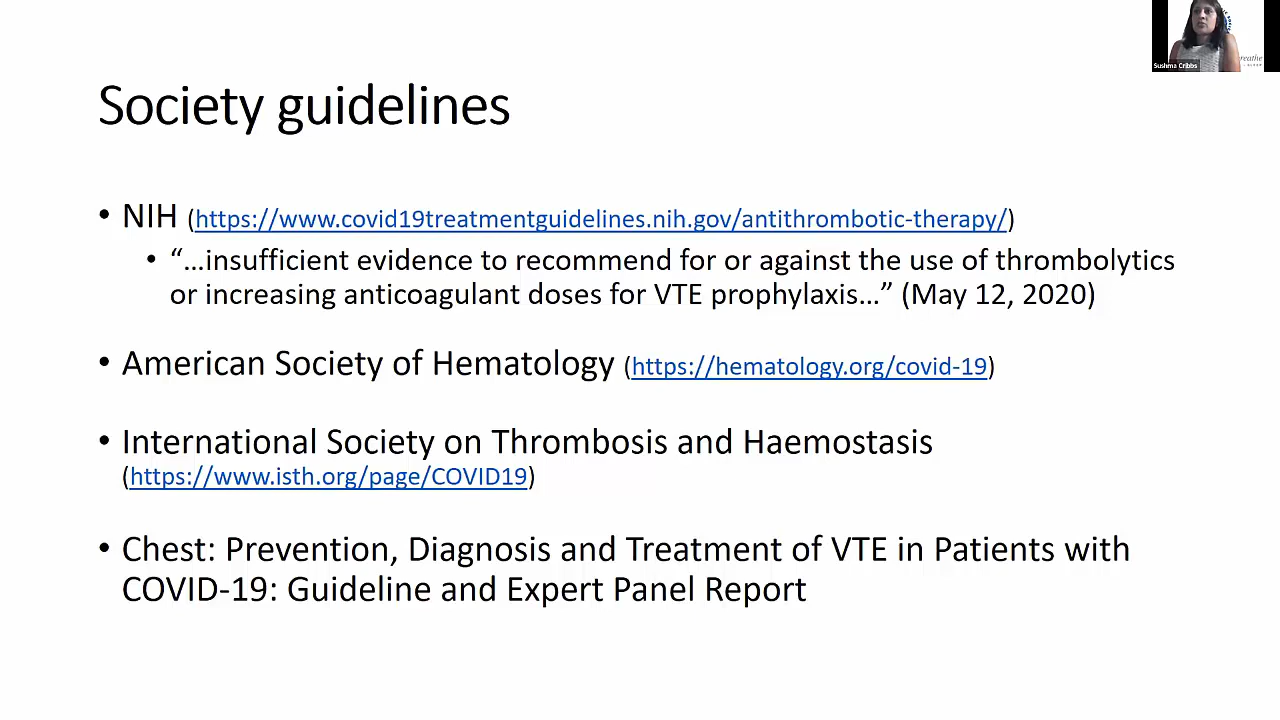 Sushma Cribbs
Society guidelines
• NIH (https://www.covid19treatmentguidelines.nih.gov/antithrombotic-therapy/)
• “…insufficient evidence to recommend for or against the use of thrombolytics
or increasing anticoagulant doses for VTE prophylaxis…” (May 12, 2020)
• American Society of Hematology (https://hematology.org/covid-19)
• International Society on Thrombosis and Haemostasis
(https://www.isth.org/page/COVID19)
• Chest: Prevention, Diagnosis and Treatment of VTE in Patients with
COVID-19: Guideline and Expert Panel Report